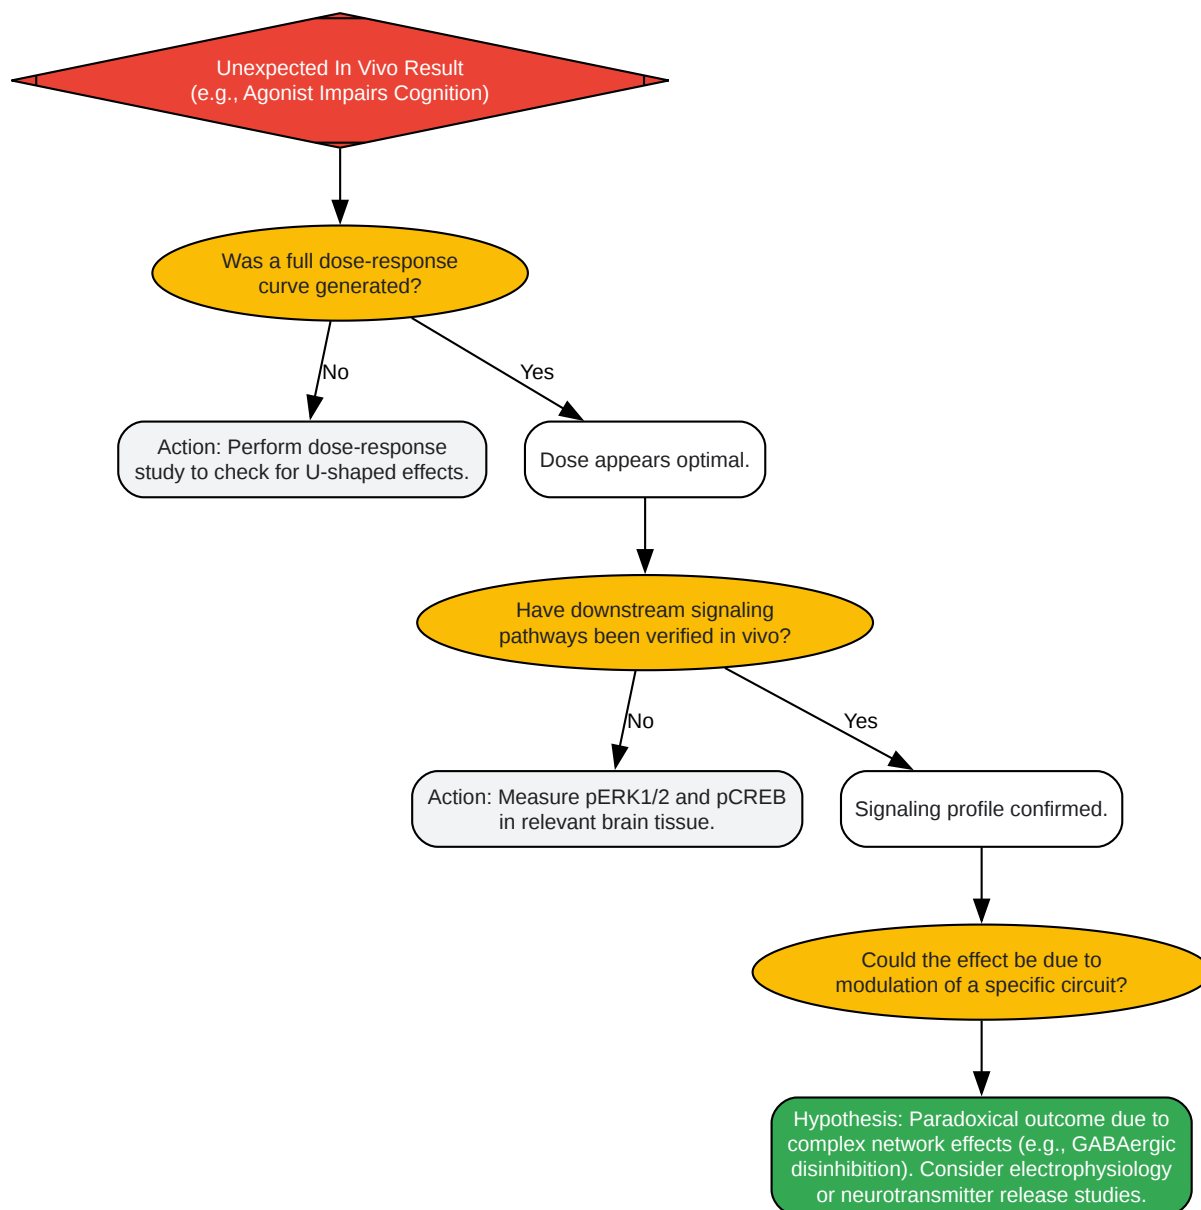 Unexpected In Vivo Result
(e.g., Agonist Impairs Cognition)
Was a full dose-response
curve generated?
No
Yes
Action: Perform dose-response
study to check for U-shaped effects.
Dose appears optimal.
Have downstream signaling
pathways been verified in vivo?
No
Yes
Action: Measure pERK1/2 and pCREB
in relevant brain tissue.
Signaling profile confirmed.
Could the effect be due to
modulation of a specific circuit?
Hypothesis: Paradoxical outcome due to
complex network effects (e.g., GABAergic
disinhibition). Consider electrophysiology
or neurotransmitter release studies.